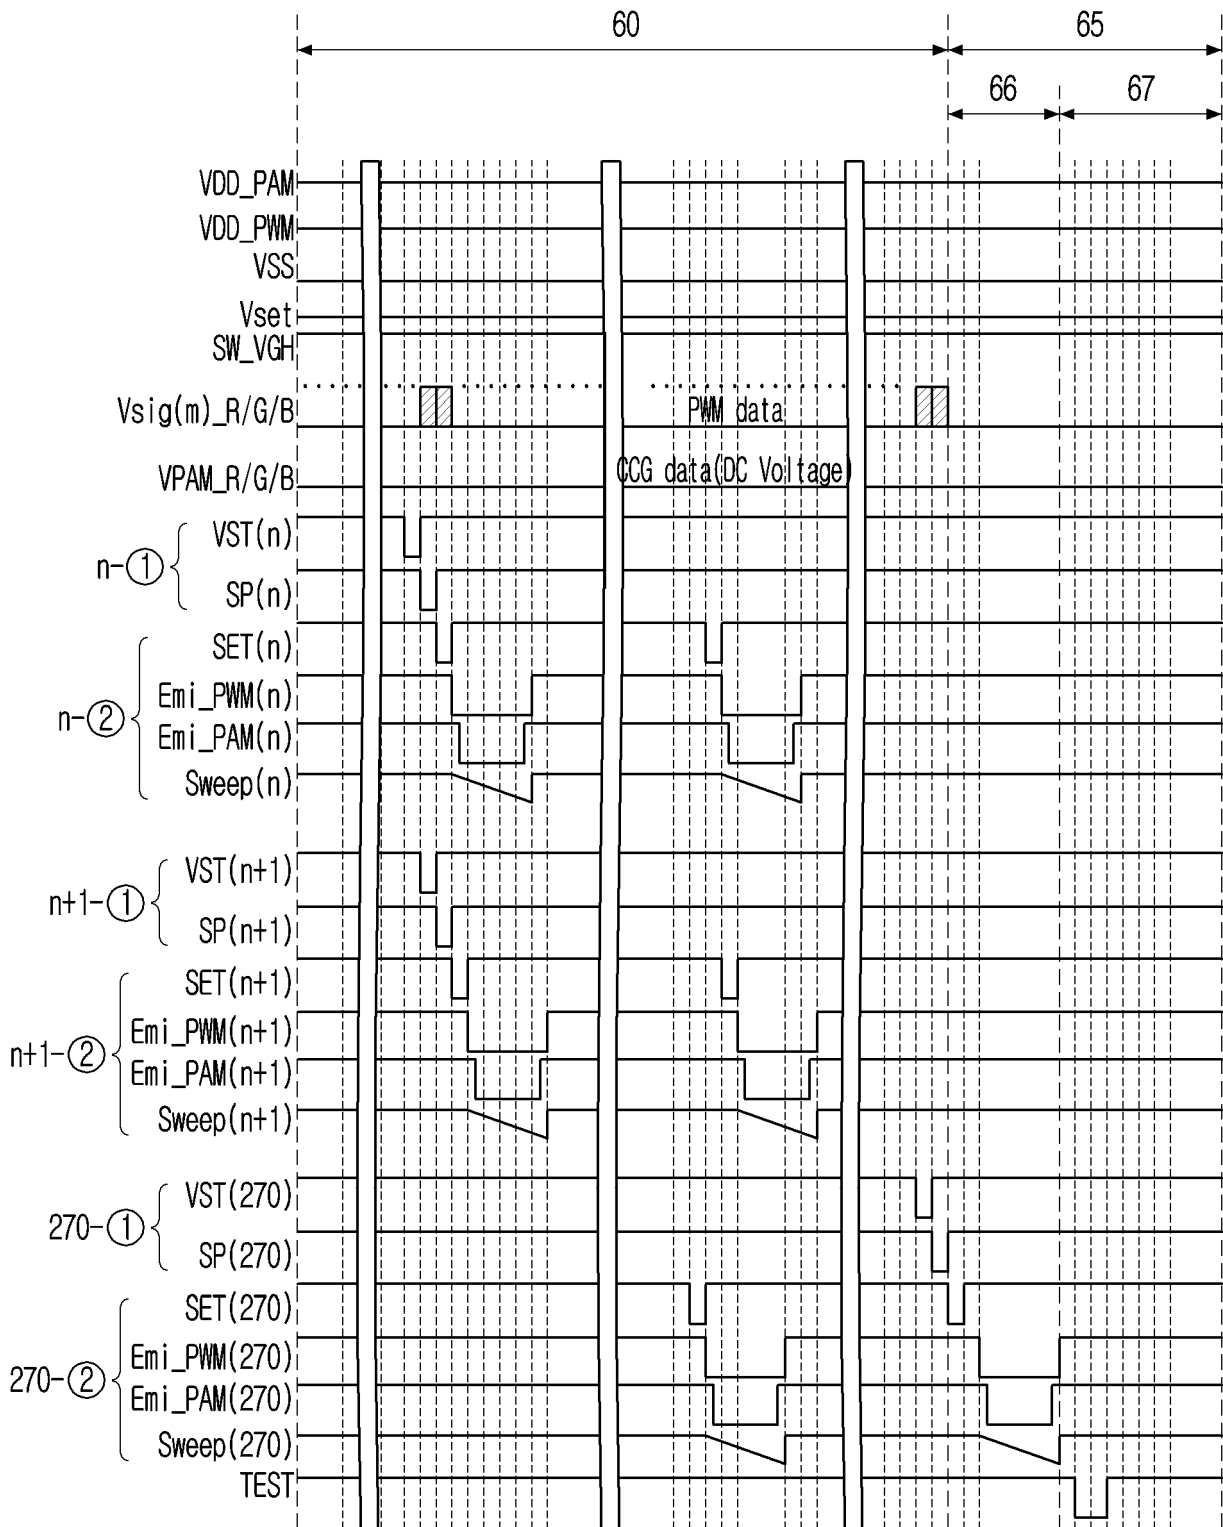 60
65
66
67
VDD_PAM
VDD_PWM
VSS
Vset
SW_VGH
Vsig(m)_R/G/B
PWM data
VPAM_R/G/B
CCG data(DC Voltage)
n-①
VST(n)
SP(n)
n-②
SET(n)
Emi_PWM(n)
Emi_PAM(n)
Sweep(n)
n+1-①
VST(n+1)
SP(n+1)
n+1-②
SET(n+1)
Emi_PWM(n+1)
Emi_PAM(n+1)
Sweep(n+1)
270-①
VST(270)
SP(270)
270-②
SET(270)
Emi_PWM(270)
Emi_PAM(270)
Sweep(270)
TEST